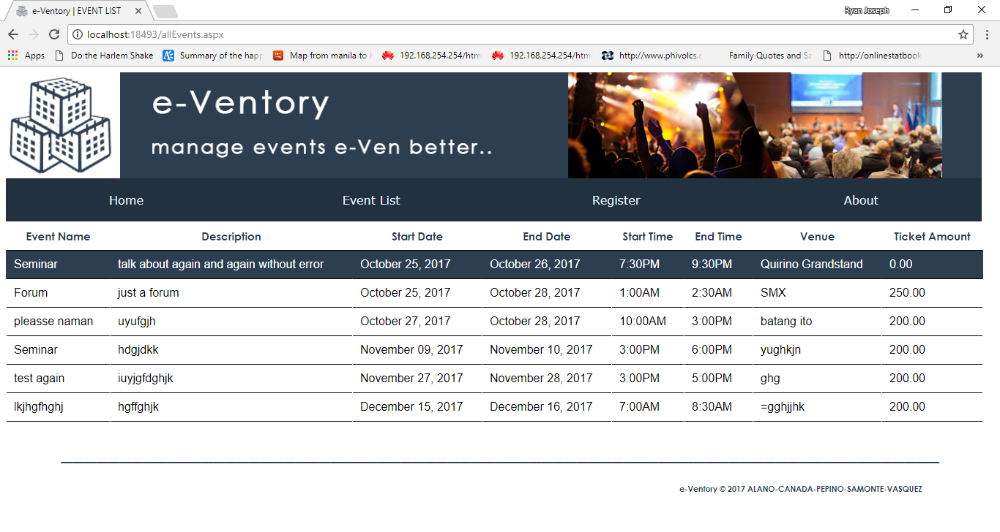 e-Ventory | EVENT LIST
Ryan Joseph
localhost:18493/allEvents.aspx
Apps Do the Harlem Shake Summary of the hap Map from manila to 192.168.254.254/html 192.168.254.254/html http://www.phivolcs. Family Quotes and Sa http://onlinestatbook
e-Ventory
manage events e-Ven better..
Home Event List Register About
Event Name Description Start Date End Date Start Time End Time Venue Ticket Amount
Seminar talk about again and again without error October 25, 2017 October 26, 2017 7:30PM 9:30PM Quirino Grandstand 0.00
Forum just a forum October 25, 2017 October 28, 2017 1:00AM 2:30AM SMX 250.00
pleasse naman uyufgjh October 27, 2017 October 28, 2017 10:00AM 3:00PM batang ito 200.00
Seminar hdgjdkk November 09, 2017 November 10, 2017 3:00PM 6:00PM yughkjn 200.00
test again iuyjgfdghjk November 27, 2017 November 28, 2017 3:00PM 5:00PM ghg 200.00
lkjhgfhghj hgffghjk December 15, 2017 December 16, 2017 7:00AM 8:30AM =gghjjhk 200.00
e-Ventory © 2017 ALANO-CANADA-PEPINO-SAMONTE-VASQUEZ